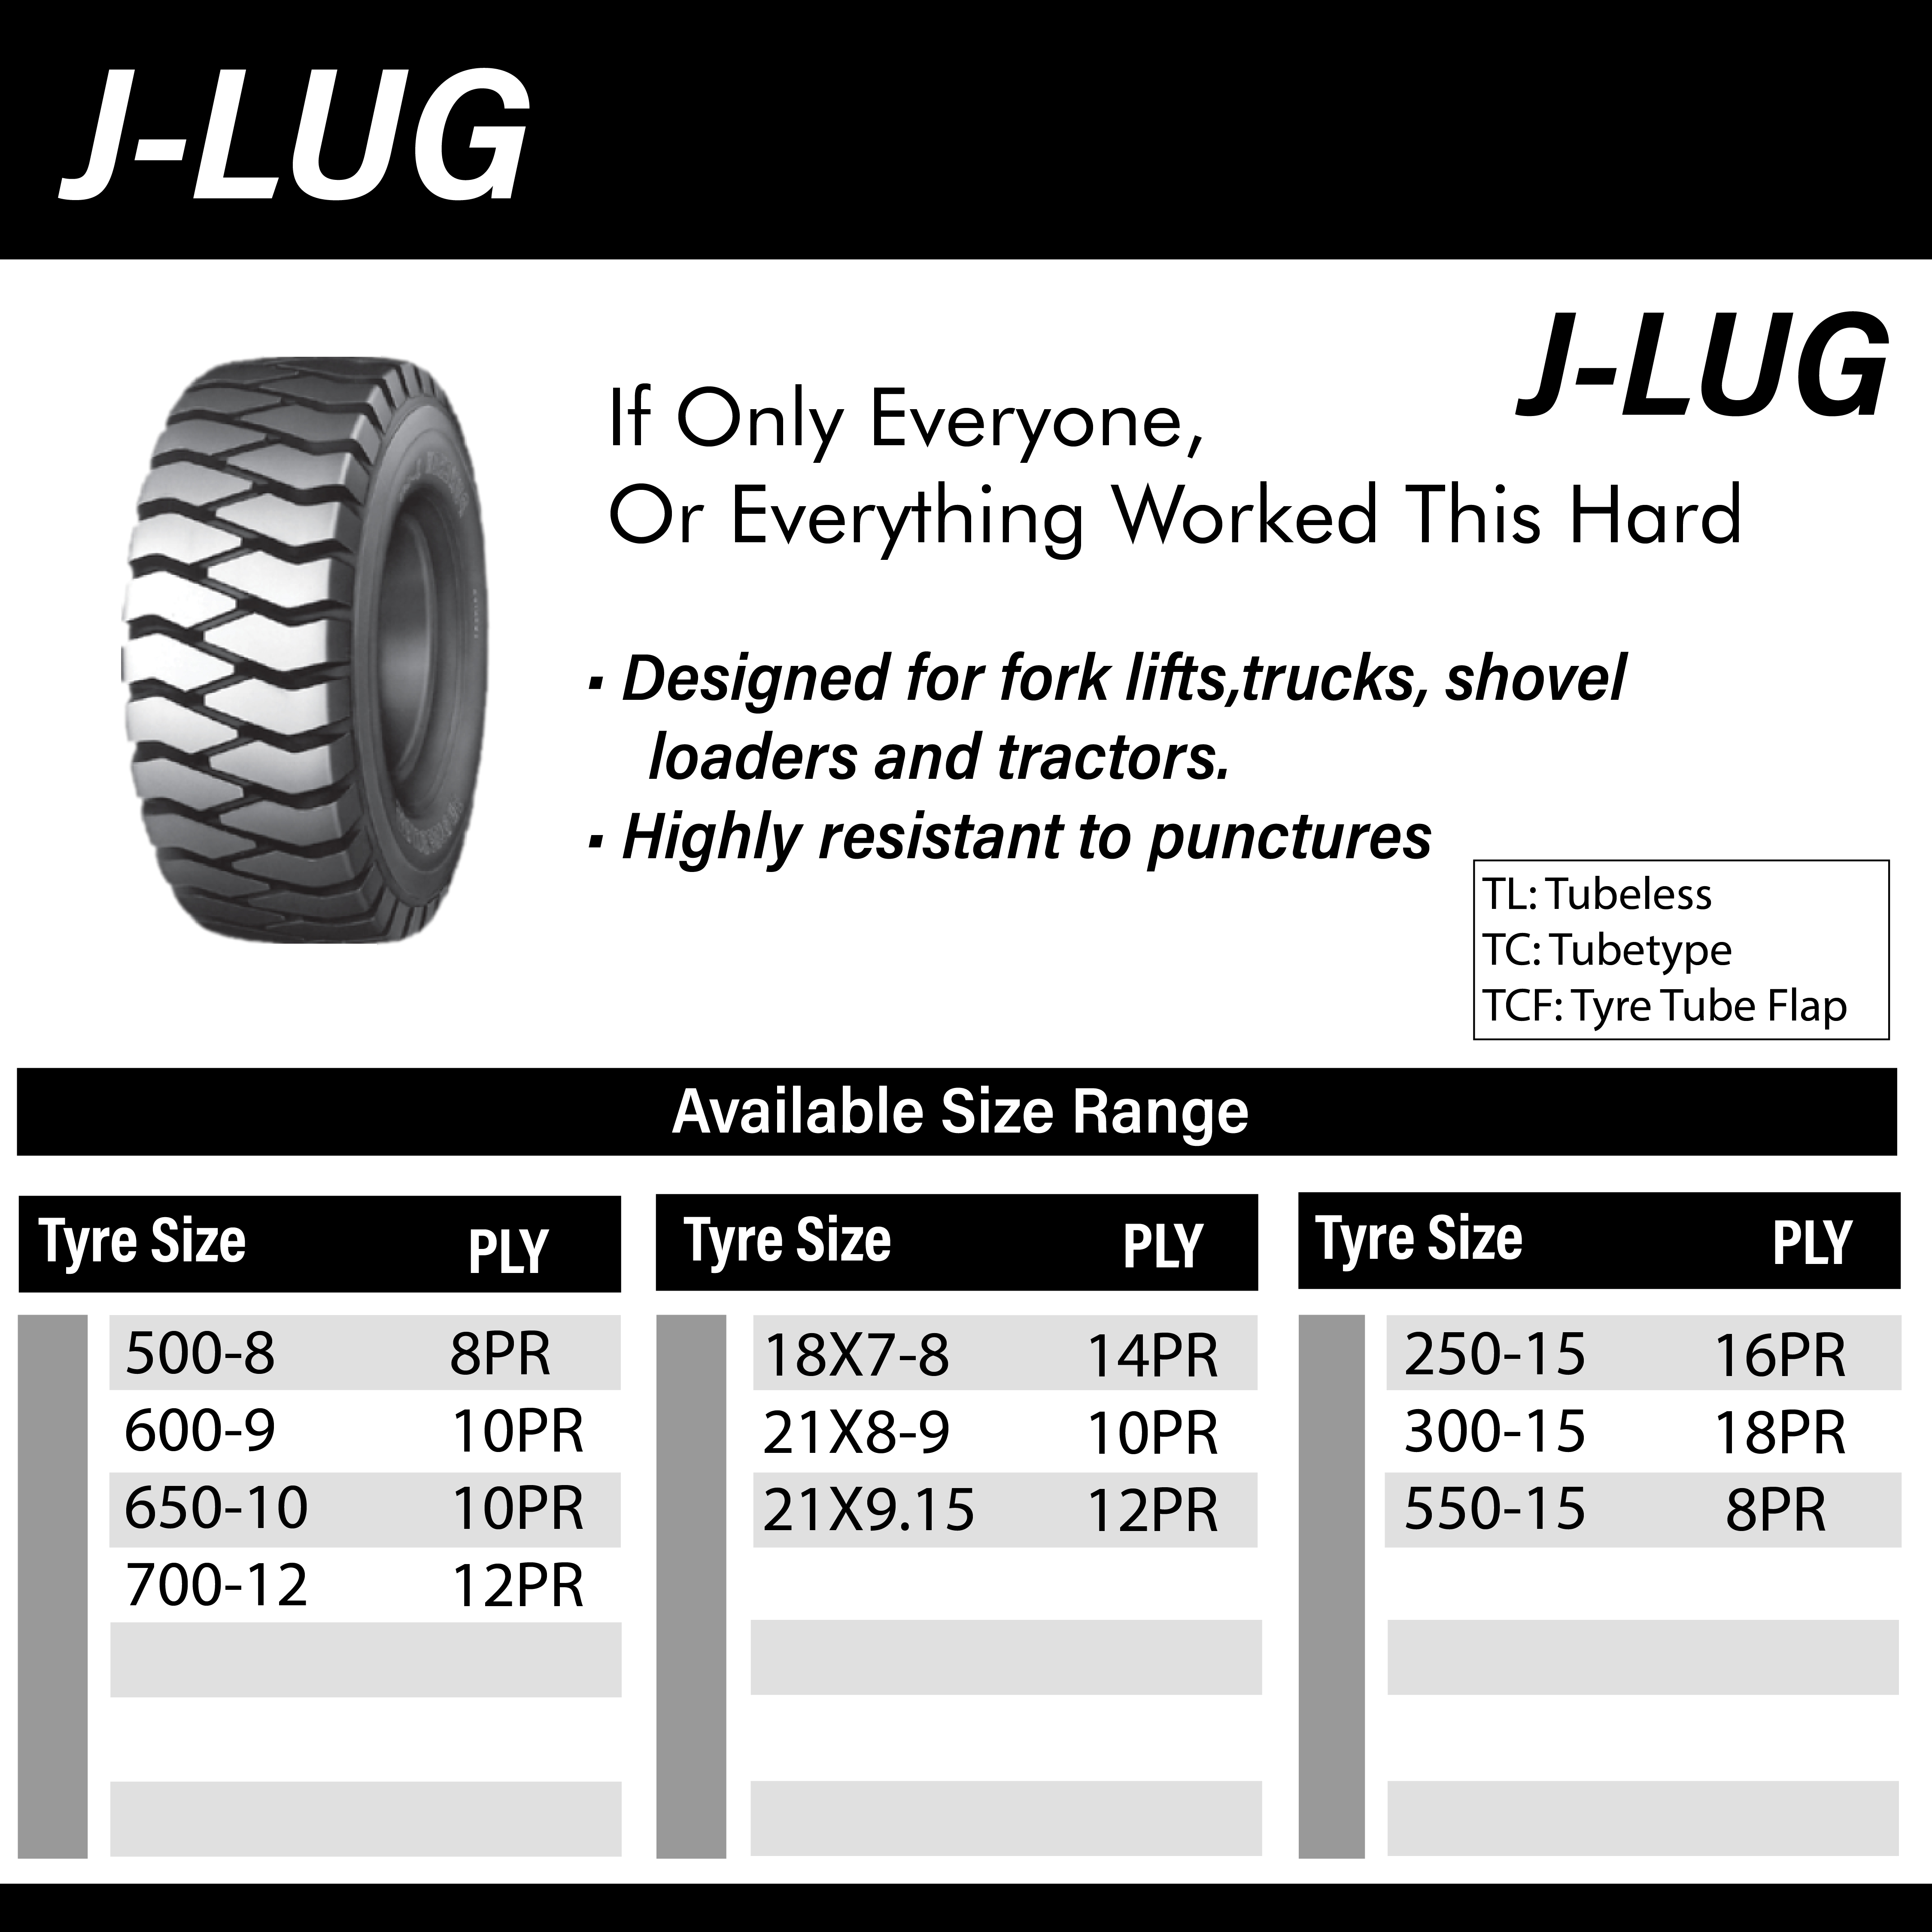 J-LUG
J-LUG
If Only Everyone,
Or Everything Worked This Hard
· Designed for fork lifts,trucks, shovel
loaders and tractors.
· Highly resistant to punctures
TL: Tubeless
TC: Tubetype
TCF: Tyre Tube Flap
Available Size Range
Tyre Size PLY
500-8 8PR
600-9 10PR
650-10 10PR
700-12 12PR
Tyre Size PLY
18X7-8 14PR
21X8-9 10PR
21X9.15 12PR
Tyre Size PLY
250-15 16PR
300-15 18PR
550-15 8PR